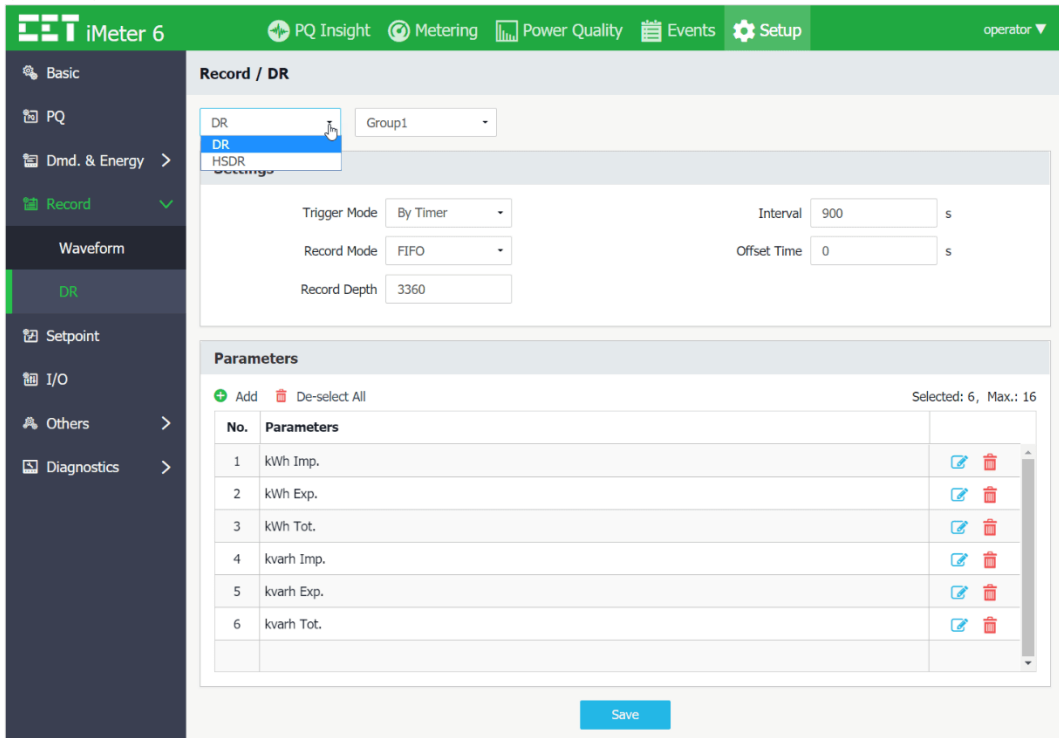 CET iMeter 6
PQ Insight Metering Power Quality Events Setup operator ▼
Basic
PQ
Dmd. & Energy
Record
Waveform
DR
Setpoint
I/O
Others
Diagnostics
Record / DR
DR Group1
DR
HSDR
Settings
Trigger Mode By Timer Interval 900 s
Record Mode FIFO Offset Time 0 s
Record Depth 3360
Parameters
Add De-select All Selected: 6, Max.: 16
No. Parameters
1 kWh Imp.
2 kWh Exp.
3 kWh Tot.
4 kvarh Imp.
5 kvarh Exp.
6 kvarh Tot.
Save